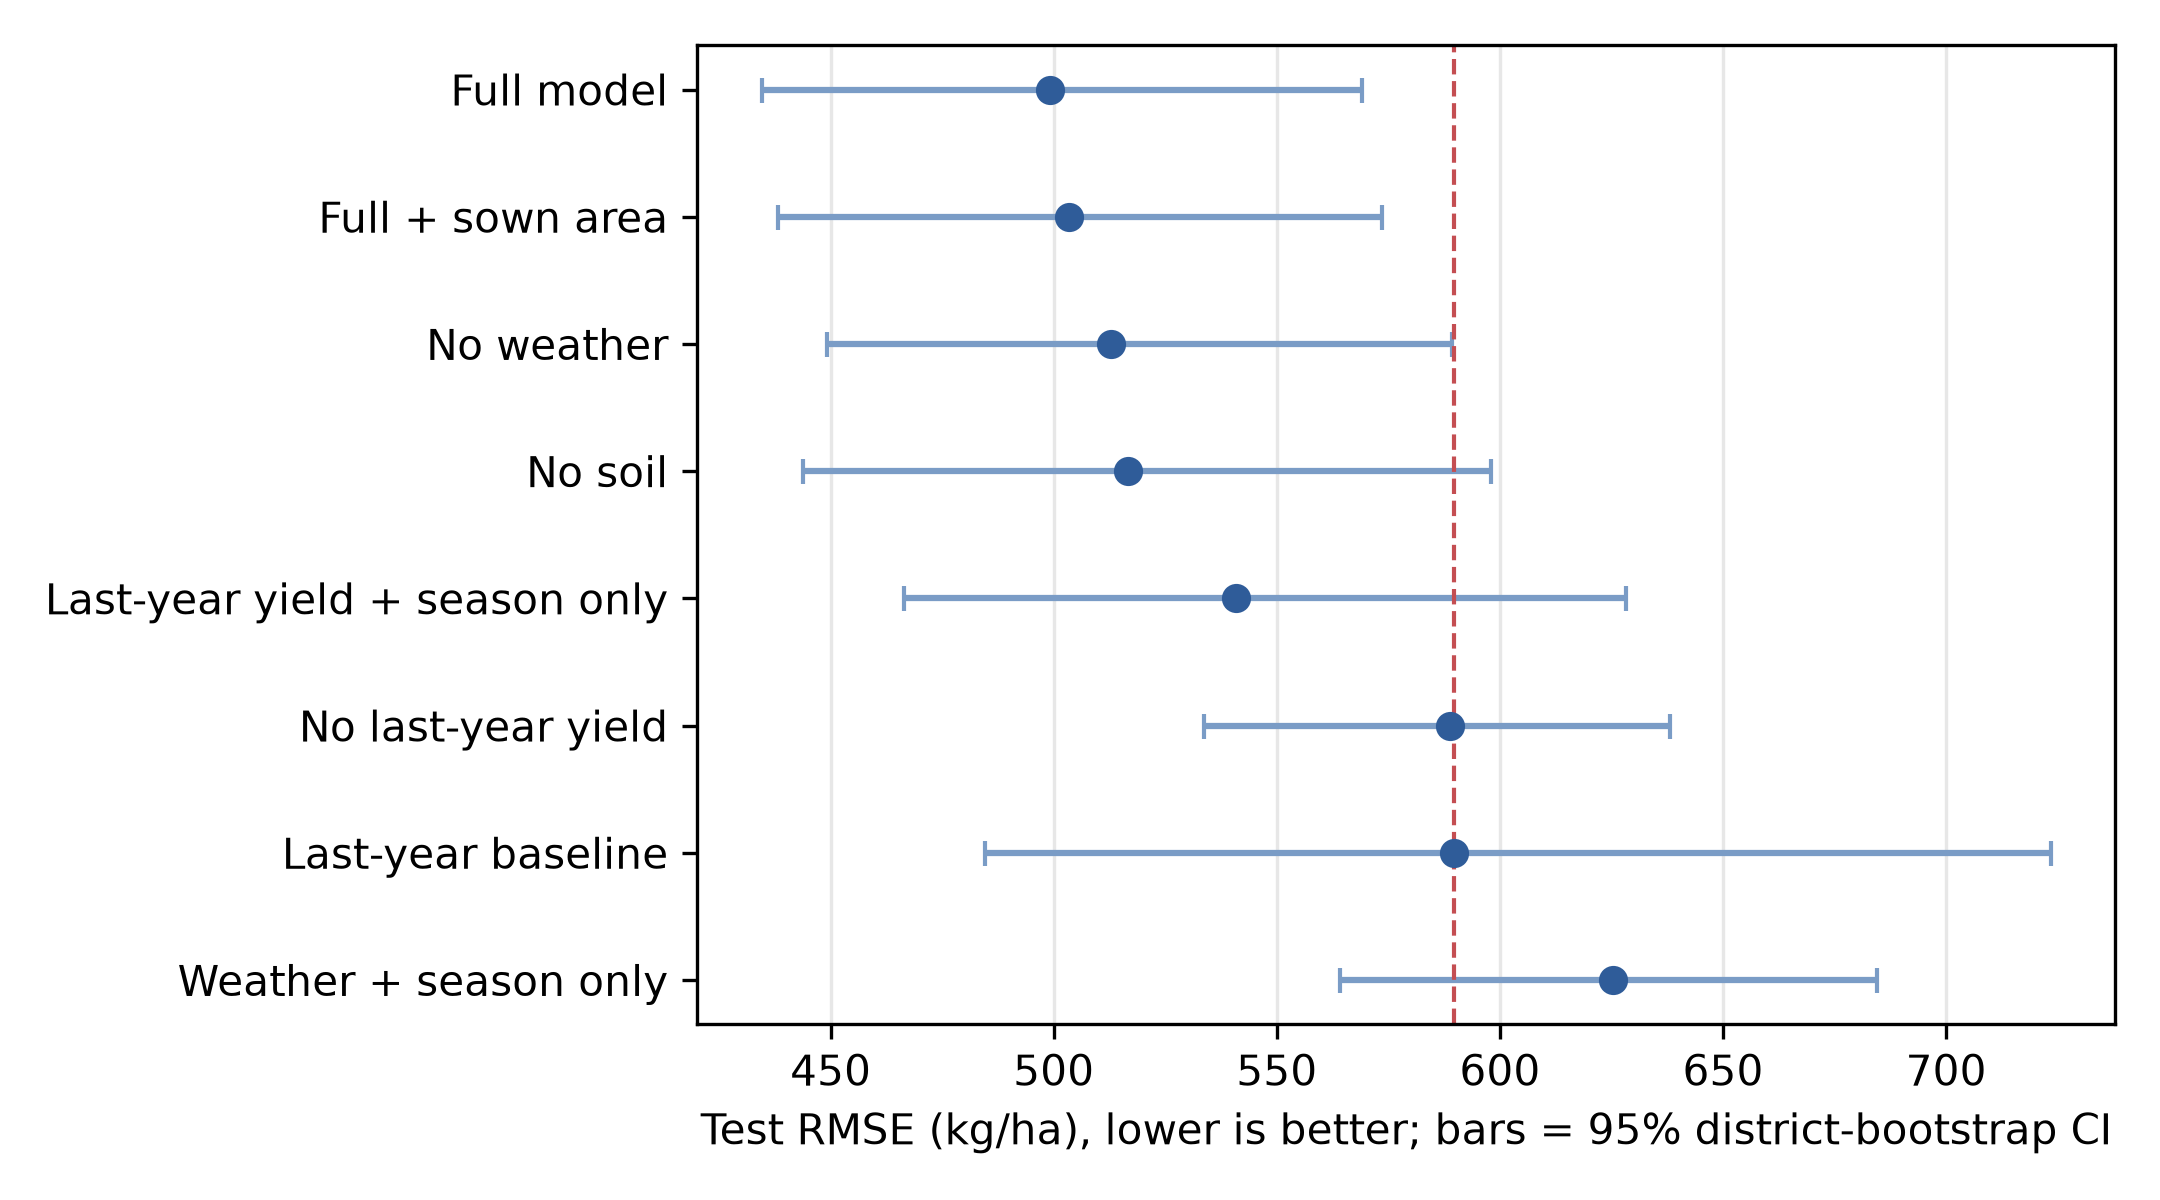 Full model
Full + sown area
No weather
No soil
Last-year yield + season only
No last-year yield
Last-year baseline
Weather + season only
450 500 550 600 650 700
Test RMSE (kg/ha), lower is better; bars = 95% district-bootstrap CI